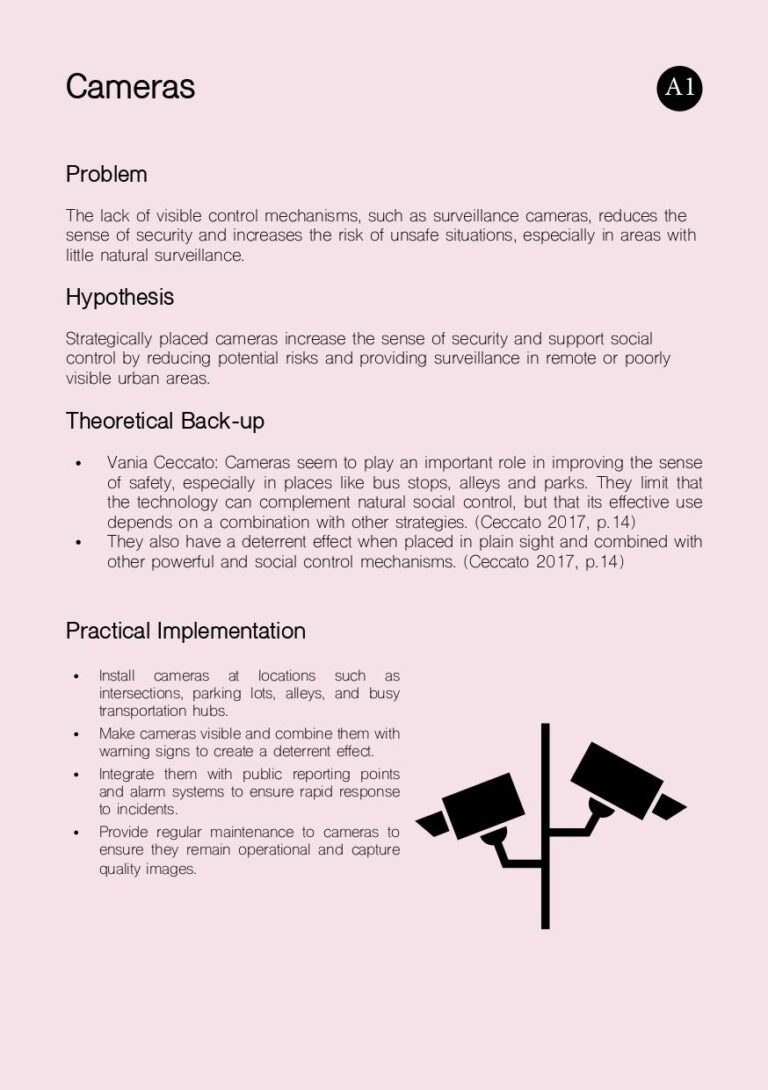 Cameras
A1
Problem
The lack of visible control mechanisms, such as surveillance cameras, reduces the
sense of security and increases the risk of unsafe situations, especially in areas with
little natural surveillance.
Hypothesis
Strategically placed cameras increase the sense of security and support social
control by reducing potential risks and providing surveillance in remote or poorly
visible urban areas.
Theoretical Back-up
• Vania Ceccato: Cameras seem to play an important role in improving the sense
of safety, especially in places like bus stops, alleys and parks. They limit that
the technology can complement natural social control, but that its effective use
depends on a combination with other strategies. (Ceccato 2017, p.14)
• They also have a deterrent effect when placed in plain sight and combined with
other powerful and social control mechanisms. (Ceccato 2017, p.14)
Practical Implementation
• Install cameras at locations such as
intersections, parking lots, alleys, and busy
transportation hubs.
• Make cameras visible and combine them with
warning signs to create a deterrent effect.
• Integrate them with public reporting points
and alarm systems to ensure rapid response
to incidents.
• Provide regular maintenance to cameras to
ensure they remain operational and capture
quality images.